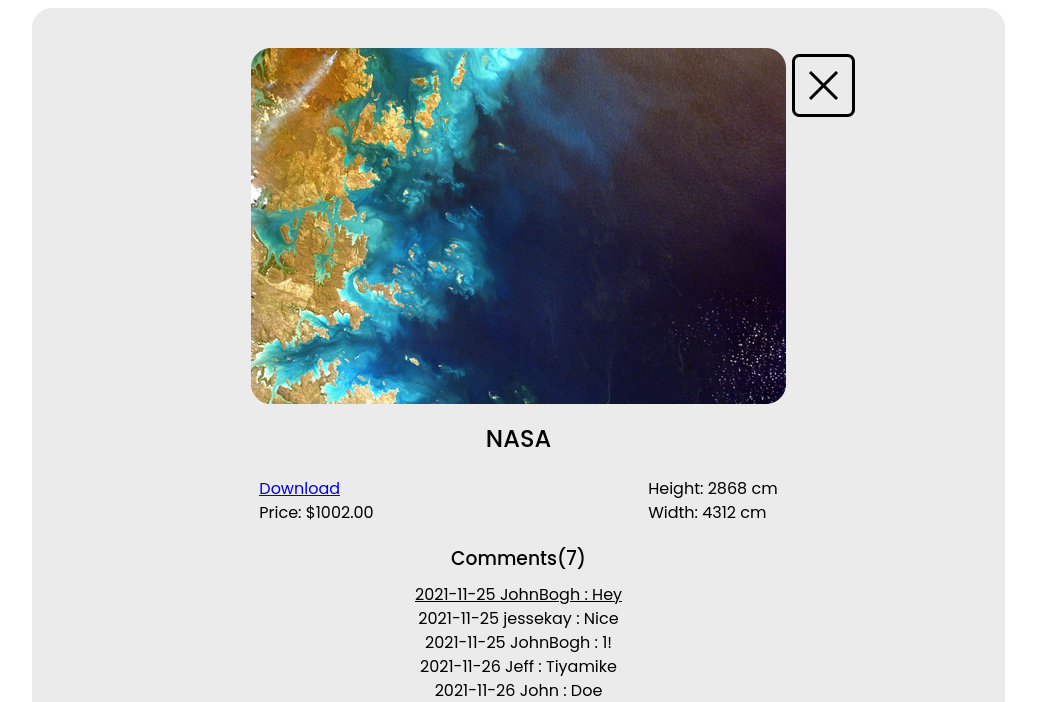 NASA
Download
Price: $1002.00
Height: 2868 cm
Width: 4312 cm
Comments(7)
2021-11-25 JohnBogh : Hey
2021-11-25 jessekay : Nice
2021-11-25 JohnBogh : 1!
2021-11-26 Jeff : Tiyamike
2021-11-26 John : Doe